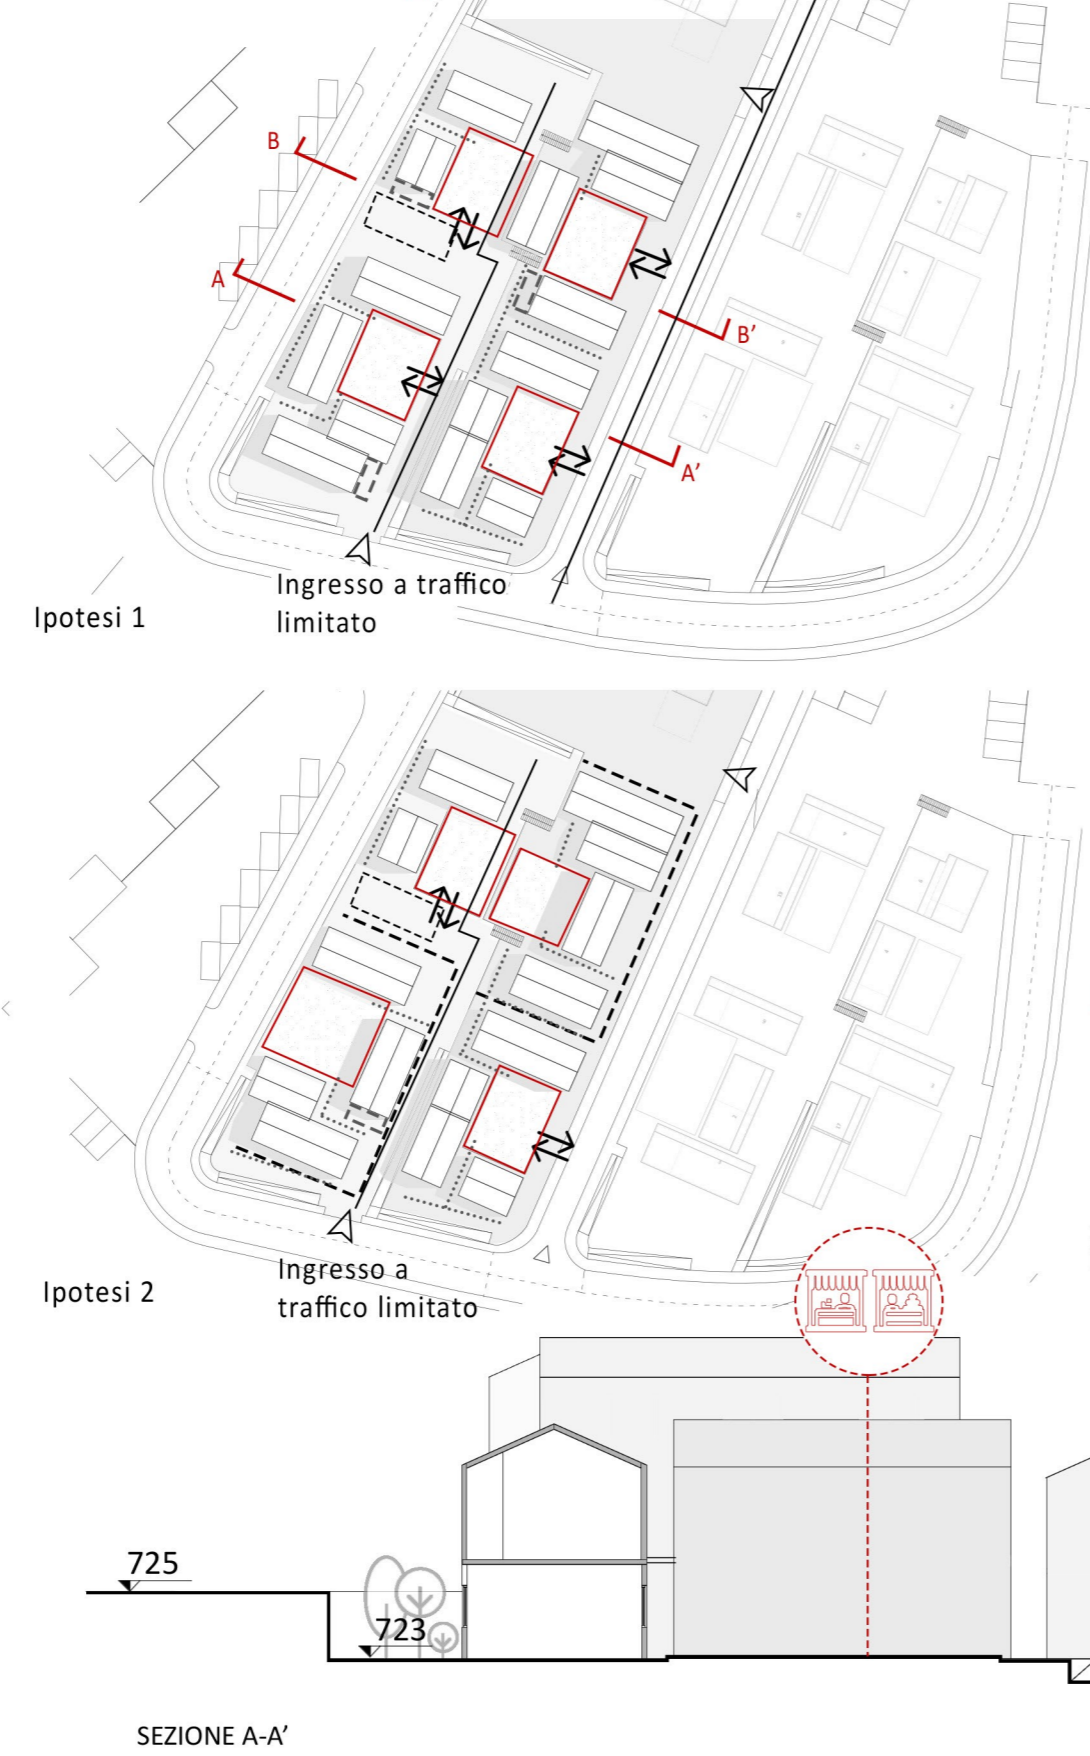 B
A
B’
A’
Ingresso a traffico
limitato
Ipotesi 1
Ingresso a
traffico limitato
Ipotesi 2
725
723
SEZIONE A-A’